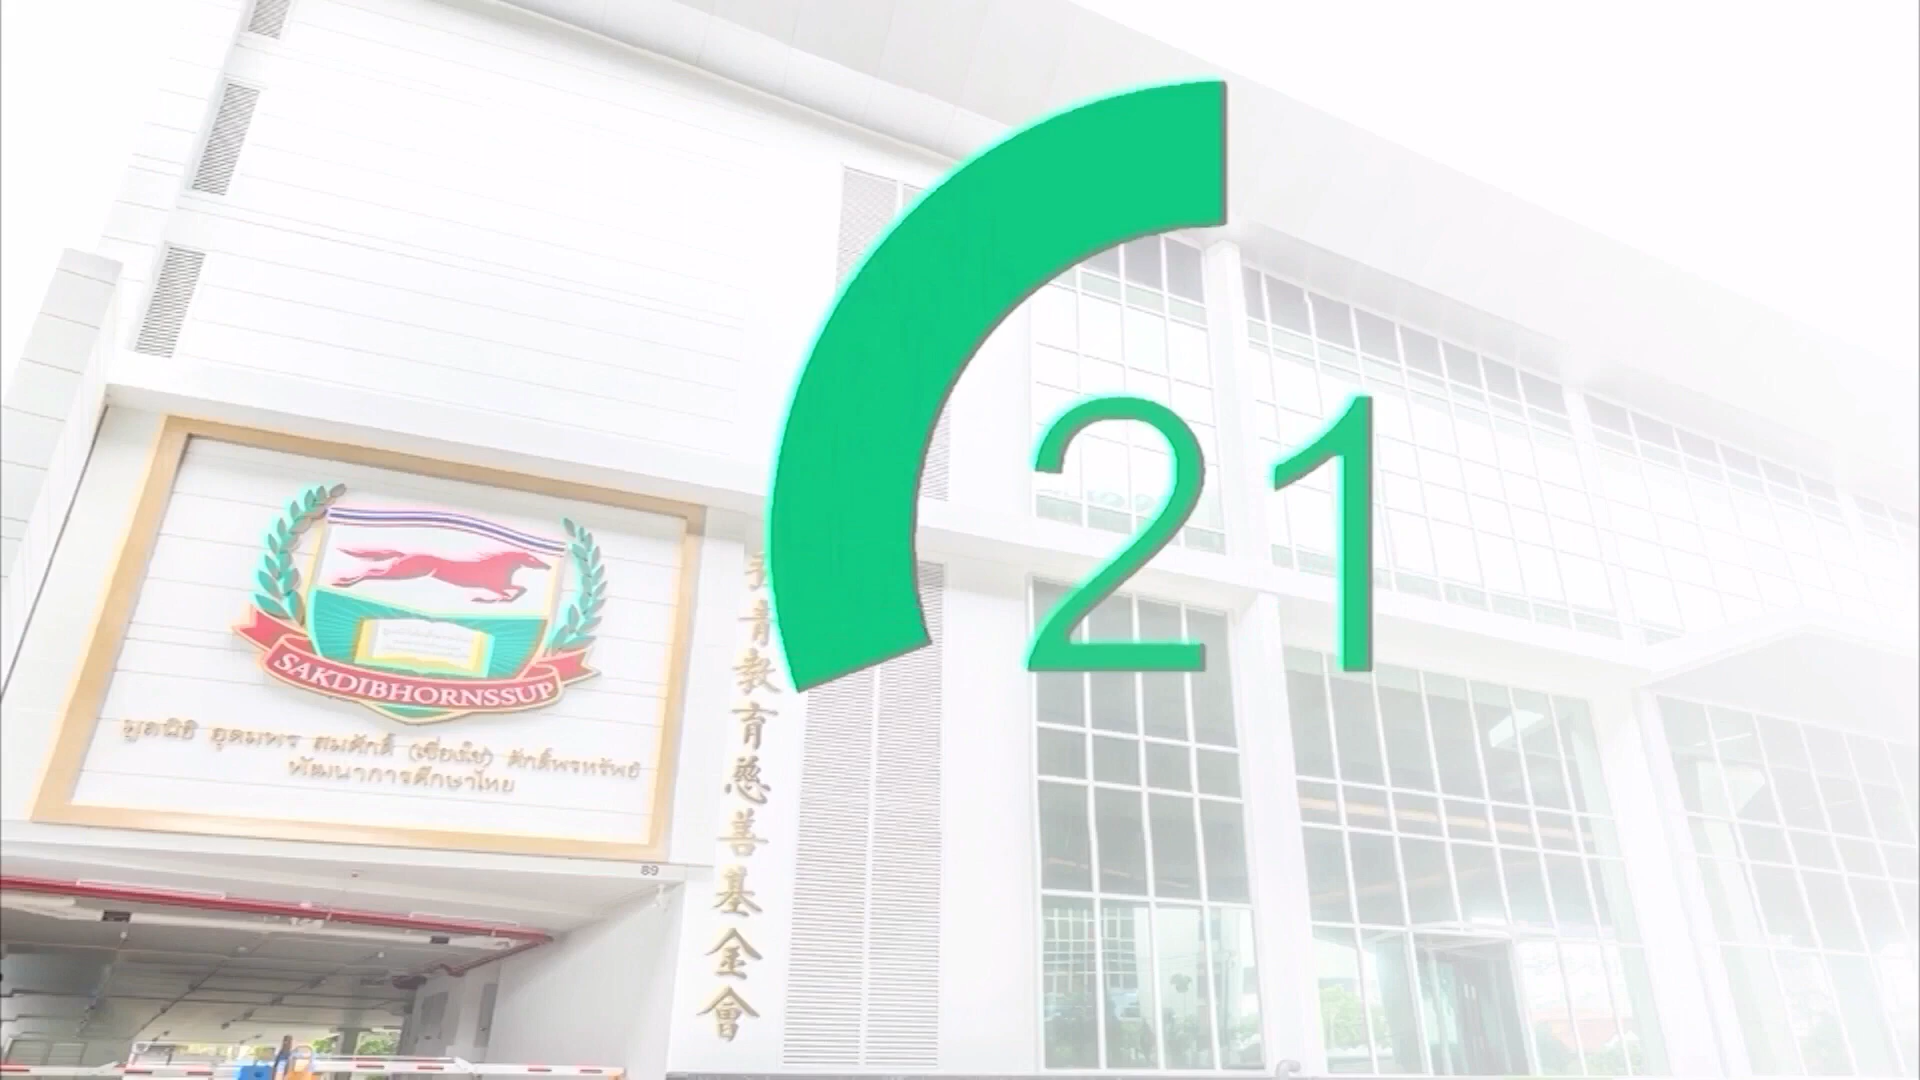 21
SAKDIBHORNSSUP
มูลนิธิ อุดมพร สมศักดิ์ (เซี่ยงใช) ศักดิ์พรทรัพย์
พัฒนาการศึกษาไทย
青教育慈善基金會
89